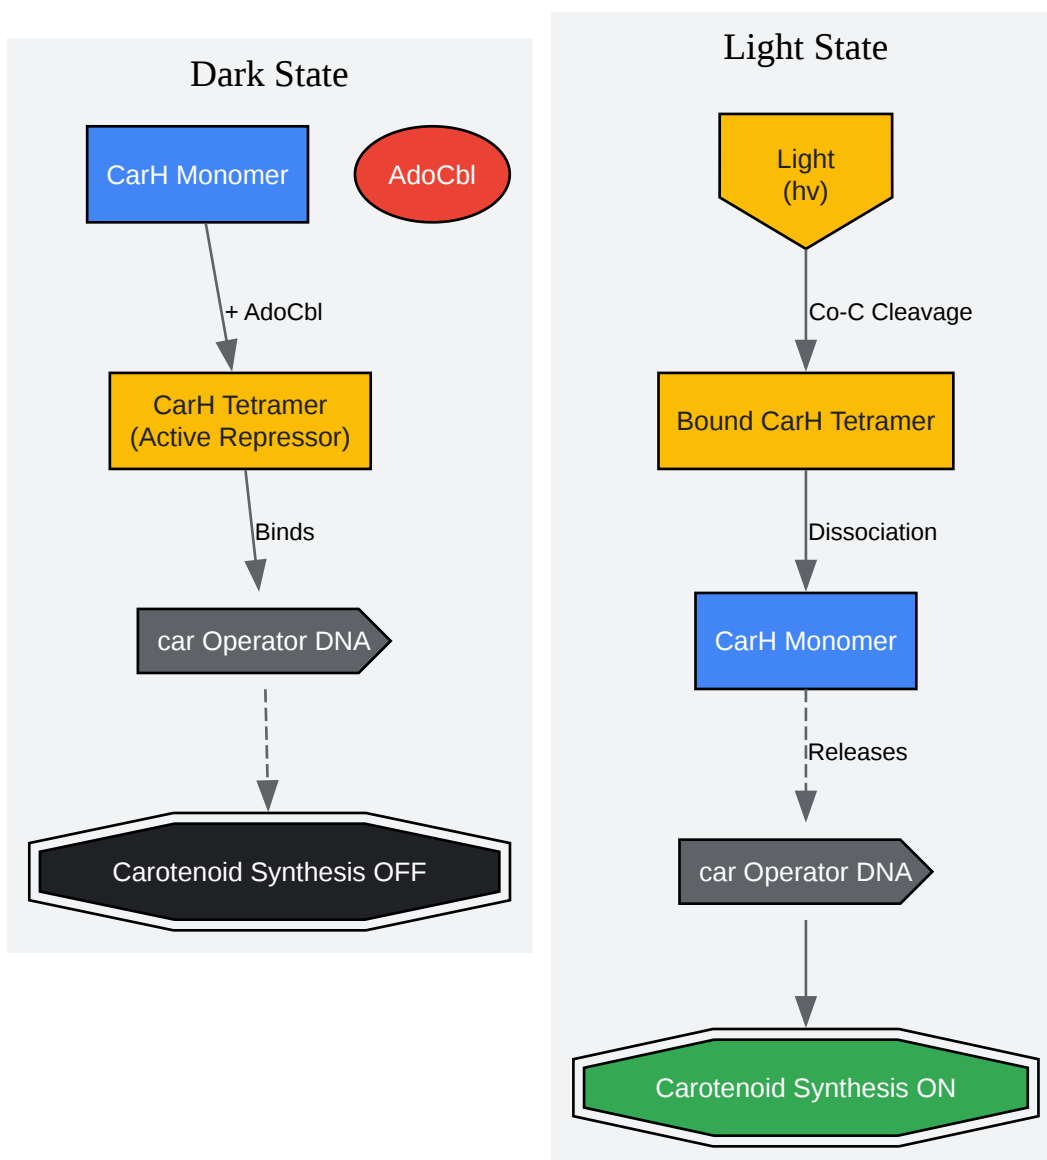 Dark State
CarH Monomer
AdoCbl
+ AdoCbl
CarH Tetramer
(Active Repressor)
Binds
car Operator DNA
Carotenoid Synthesis OFF
Light State
Light
(hv)
Co-C Cleavage
Bound CarH Tetramer
Dissociation
CarH Monomer
Releases
car Operator DNA
Carotenoid Synthesis ON